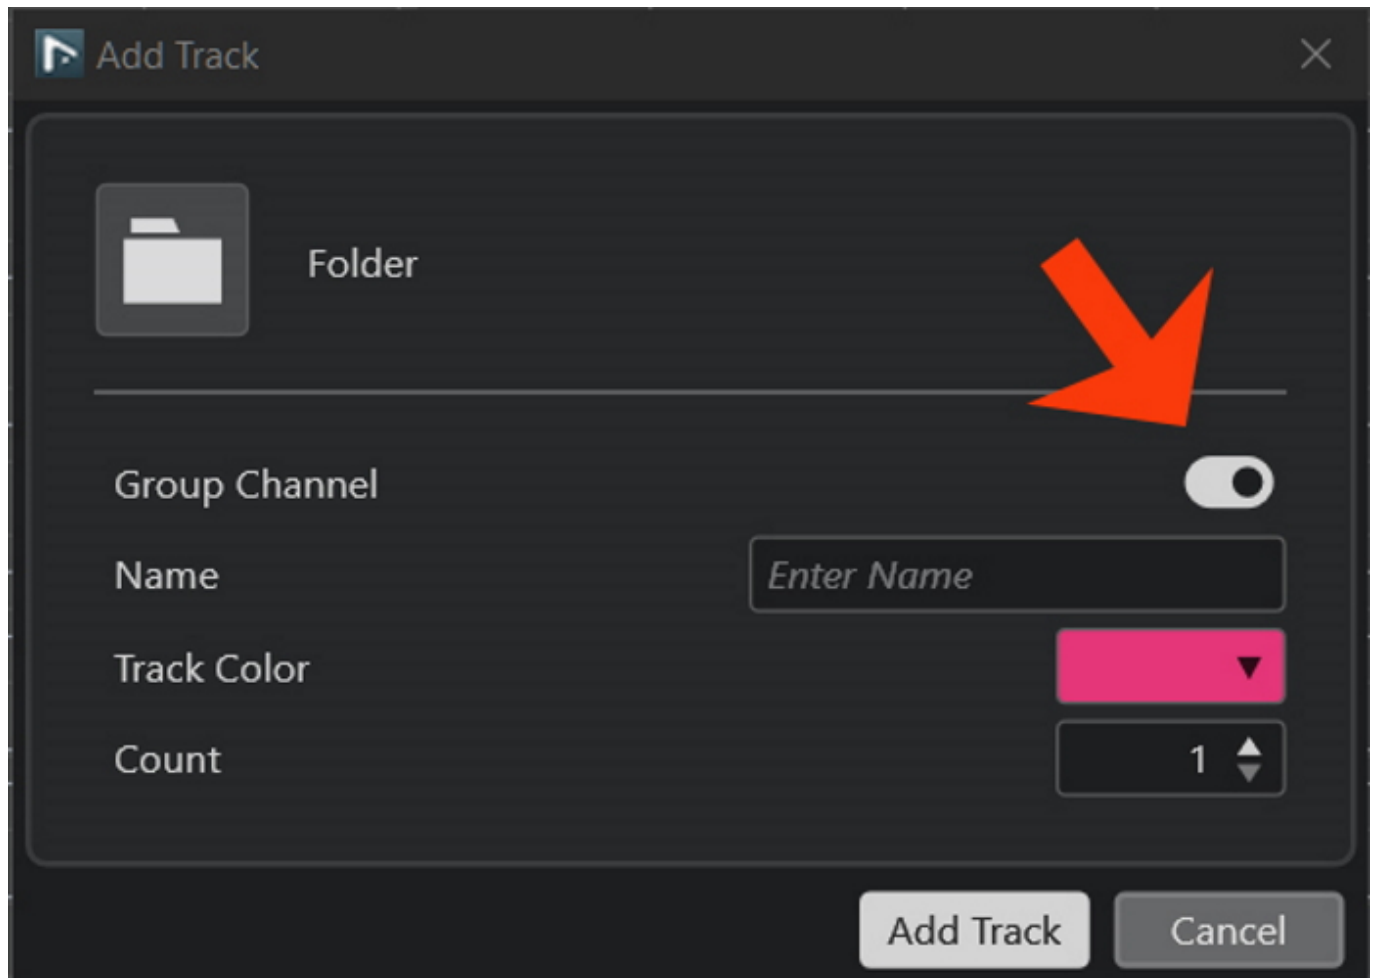 Add Track
Folder
Group Channel
Name
Enter Name
Track Color
Count
1
Add Track
Cancel